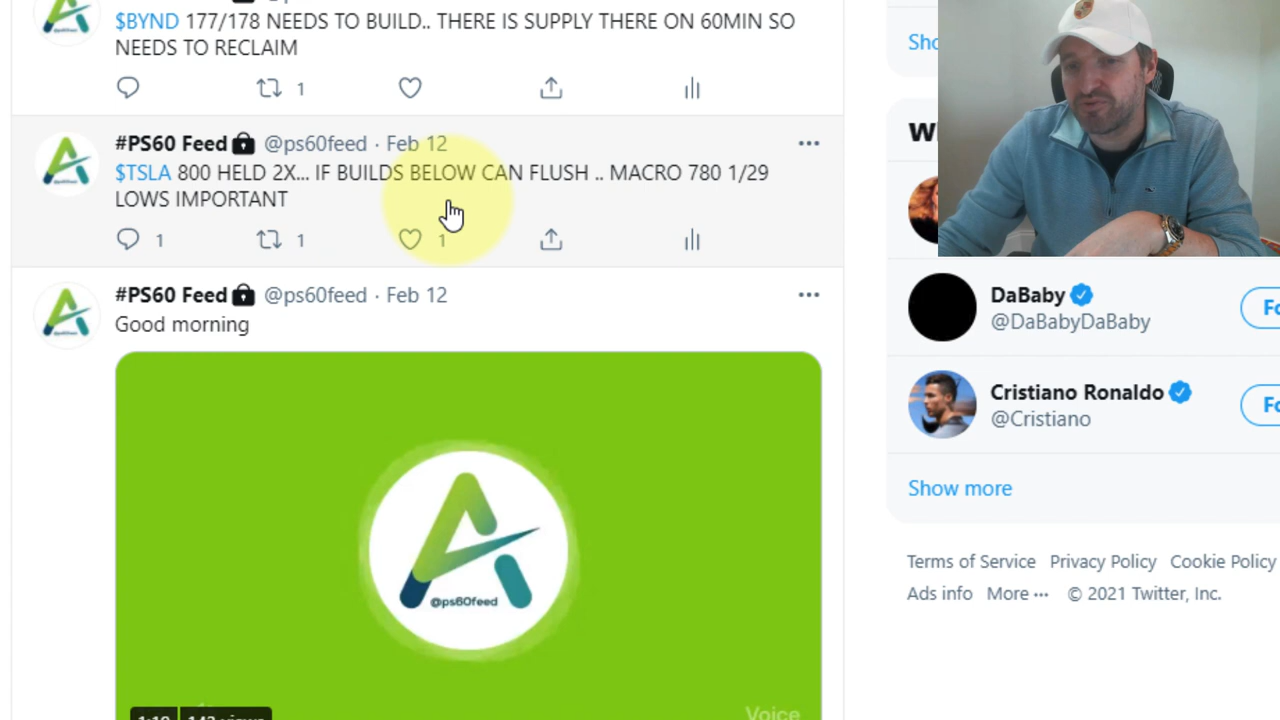 $BYND 177/178 NEEDS TO BUILD.. THERE IS SUPPLY THERE ON 60MIN SO
NEEDS TO RECLAIM
1
#PS60 Feed @ps60feed · Feb 12
$TSLA 800 HELD 2X... IF BUILDS BELOW CAN FLUSH .. MACRO 780 1/29
LOWS IMPORTANT
1 1 1
#PS60 Feed @ps60feed · Feb 12
Good morning
@ps60feed
Voice
DaBaby
@DaBabyDaBaby
Cristiano Ronaldo
@Cristiano
Show more
Terms of Service Privacy Policy Cookie Policy
Ads info More ··· © 2021 Twitter, Inc.